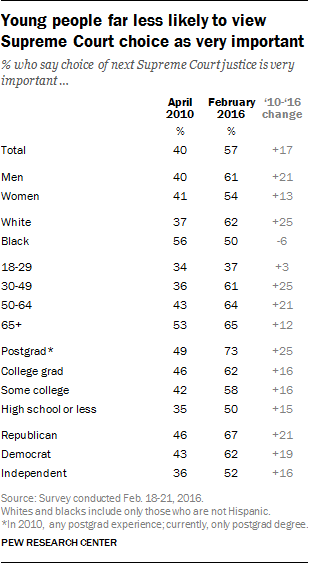 Young people far less likely to view
Supreme Court choice as very important
% who say choice of next Supreme Court justice is very
important ...
April 2010 February 2016 '10-'16 change
% %
Total 40 57 +17
Men 40 61 +21
Women 41 54 +13
White 37 62 +25
Black 56 50 -6
18-29 34 37 +3
30-49 36 61 +25
50-64 43 64 +21
65+ 53 65 +12
Postgrad* 49 73 +25
College grad 46 62 +16
Some college 42 58 +16
High school or less 35 50 +15
Republican 46 67 +21
Democrat 43 62 +19
Independent 36 52 +16
Source: Survey conducted Feb. 18-21, 2016.
Whites and blacks include only those who are not Hispanic.
*In 2010, any postgrad experience; currently, only postgrad degree.
PEW RESEARCH CENTER